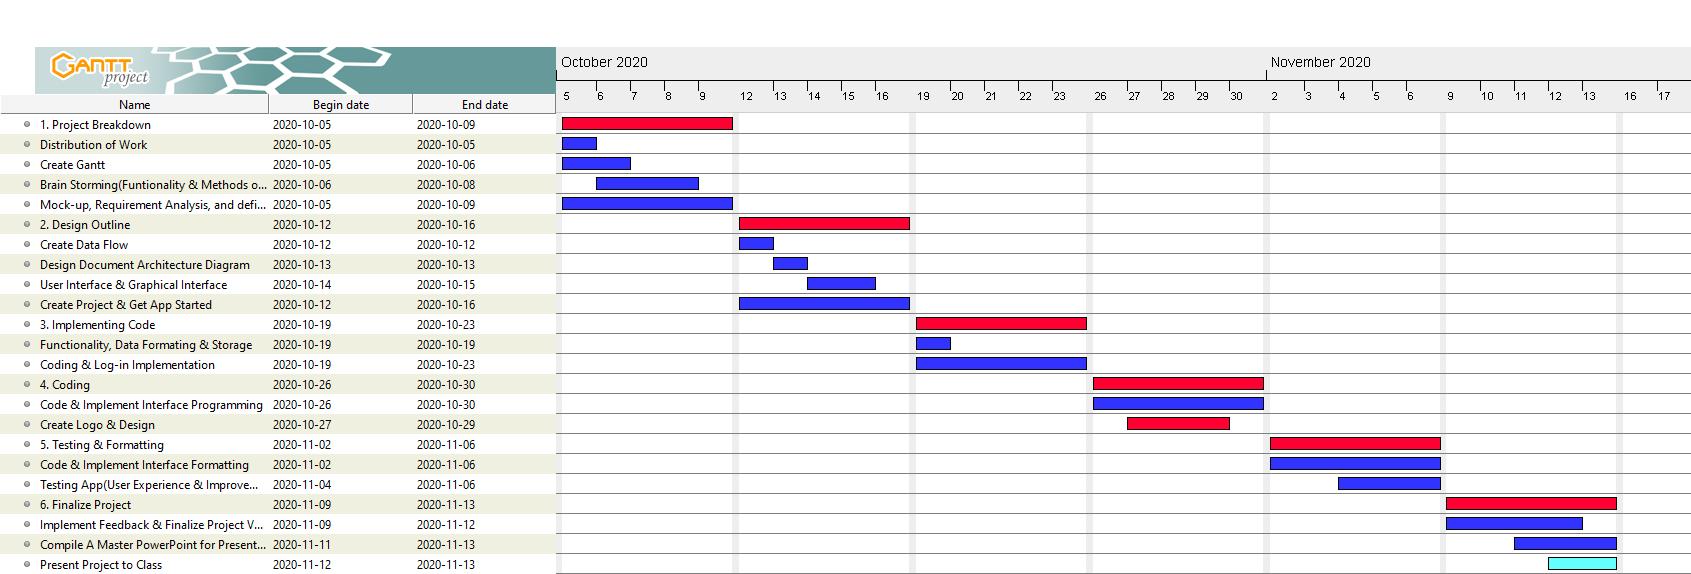 GANTT
project
October 2020 November 2020
Name Begin date End date 5 6 7 8 9 12 13 14 15 16 19 20 21 22 23 26 27 28 29 30 2 3 4 5 6 9 10 11 12 13 16 17
1. Project Breakdown 2020-10-05 2020-10-09
Distribution of Work 2020-10-05 2020-10-05
Create Gantt 2020-10-05 2020-10-06
Brain Storming(Funtionality & Methods o... 2020-10-06 2020-10-08
Mock-up, Requirement Analysis, and defi... 2020-10-05 2020-10-09
2. Design Outline 2020-10-12 2020-10-16
Create Data Flow 2020-10-12 2020-10-12
Design Document Architecture Diagram 2020-10-13 2020-10-13
User Interface & Graphical Interface 2020-10-14 2020-10-15
Create Project & Get App Started 2020-10-12 2020-10-16
3. Implementing Code 2020-10-19 2020-10-23
Functionality, Data Formating & Storage 2020-10-19 2020-10-19
Coding & Log-in Implementation 2020-10-19 2020-10-23
4. Coding 2020-10-26 2020-10-30
Code & Implement Interface Programming 2020-10-26 2020-10-30
Create Logo & Design 2020-10-27 2020-10-29
5. Testing & Formatting 2020-11-02 2020-11-06
Code & Implement Interface Formatting 2020-11-02 2020-11-06
Testing App(User Experience & Improve... 2020-11-04 2020-11-06
6. Finalize Project 2020-11-09 2020-11-13
Implement Feedback & Finalize Project V... 2020-11-09 2020-11-12
Compile A Master PowerPoint for Present... 2020-11-11 2020-11-13
Present Project to Class 2020-11-12 2020-11-13